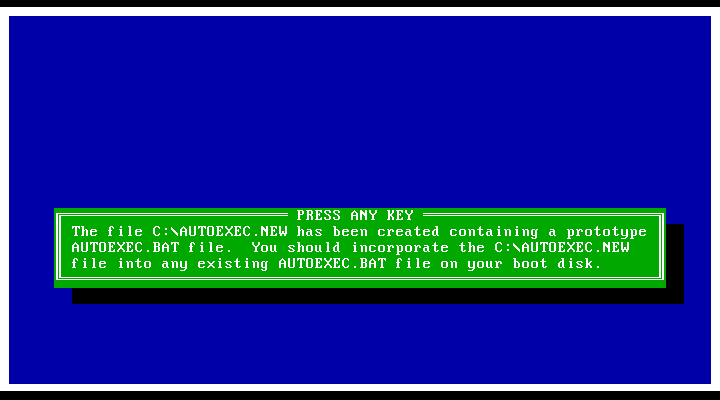 PRESS ANY KEY
The file C:\AUTOEXEC.NEW has been created containing a prototype
AUTOEXEC.BAT file.  You should incorporate the C:\AUTOEXEC.NEW
file into any existing AUTOEXEC.BAT file on your boot disk.